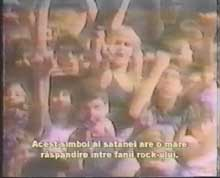 Acest simbol al satanei are o mare
raspandire intre fanii rock-ului.